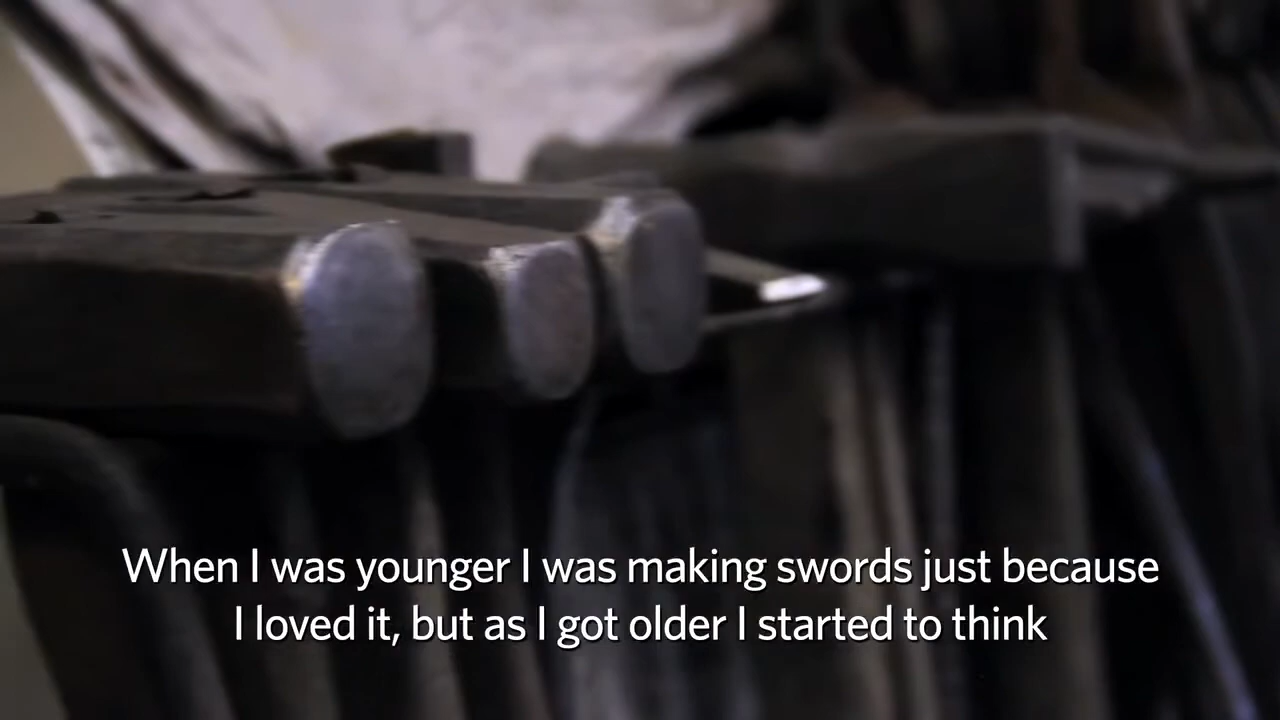 When I was younger I was making swords just because
I loved it, but as I got older I started to think